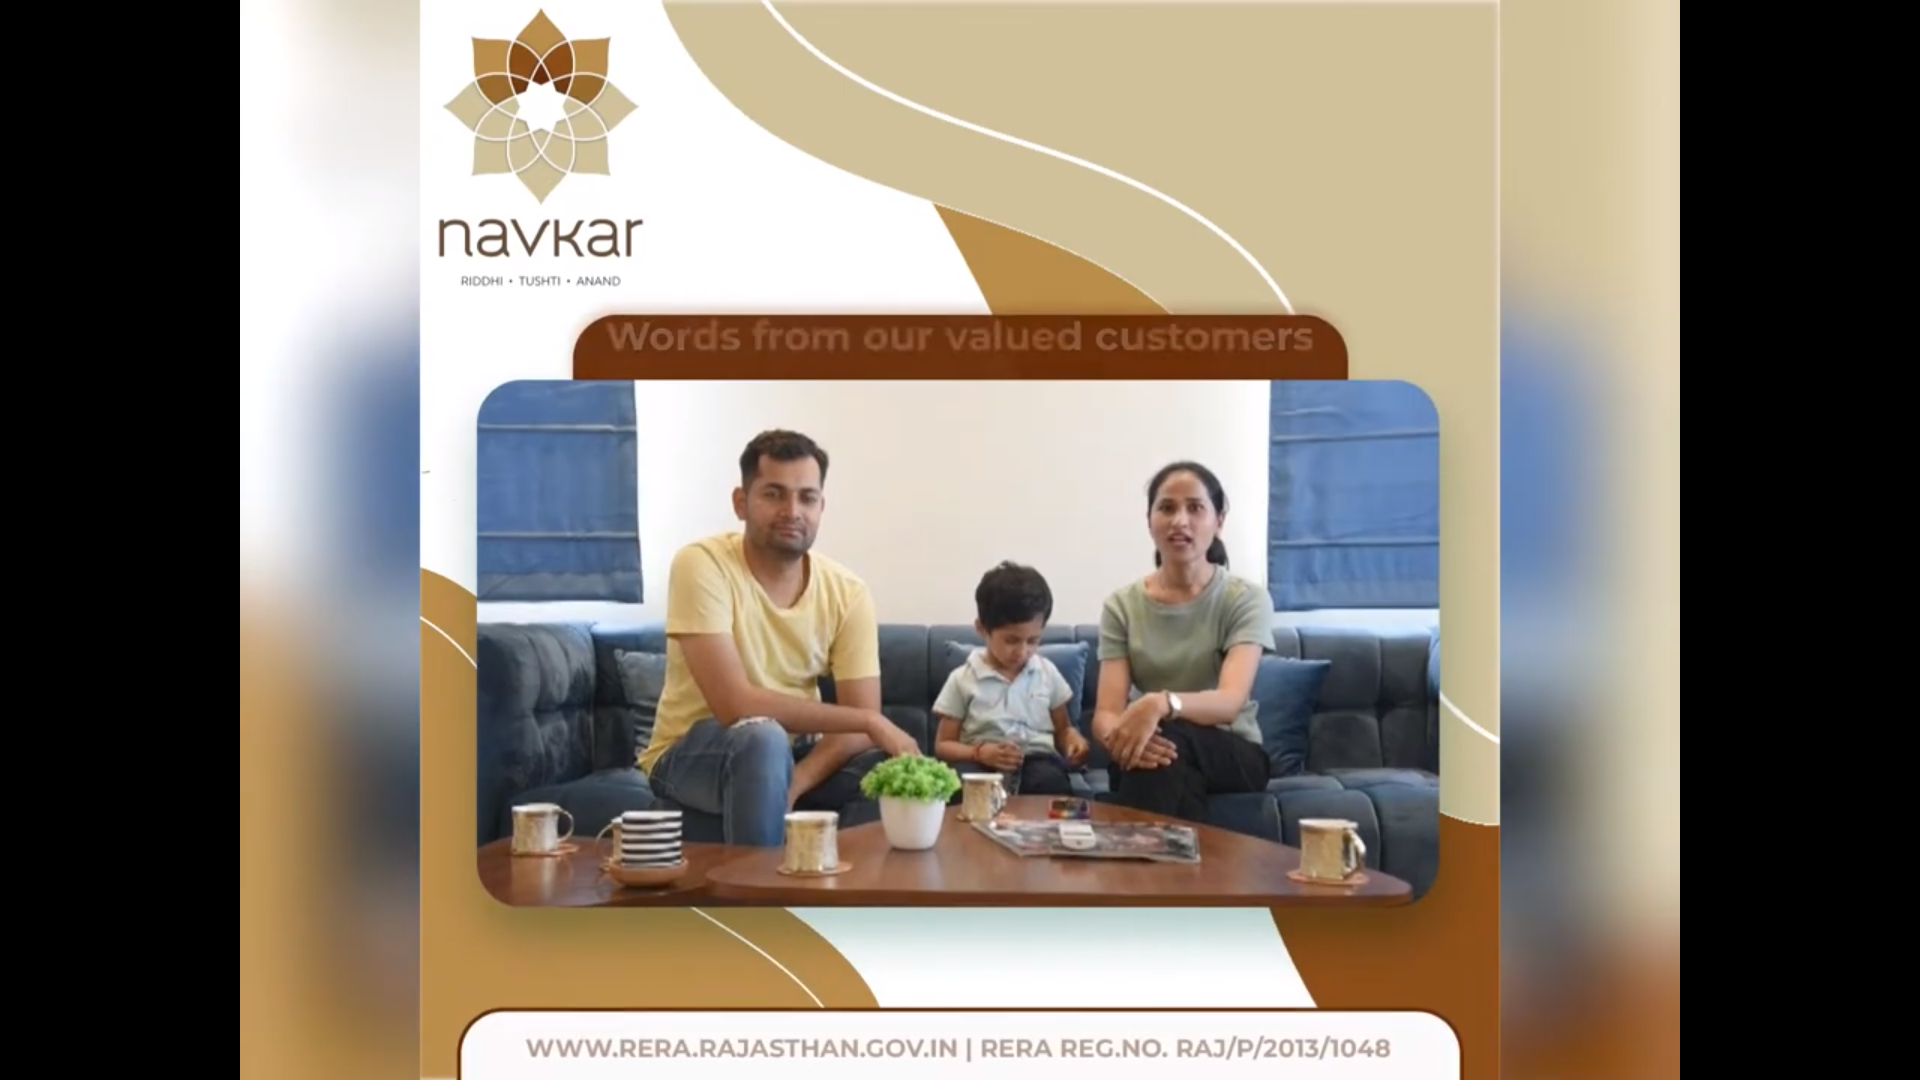 navkar
RIDDHI • TUSHTI • ANAND
Words from our valued customers
WWW.RERA.RAJASTHAN.GOV.IN | RERA REG.NO. RAJ/P/2013/1048